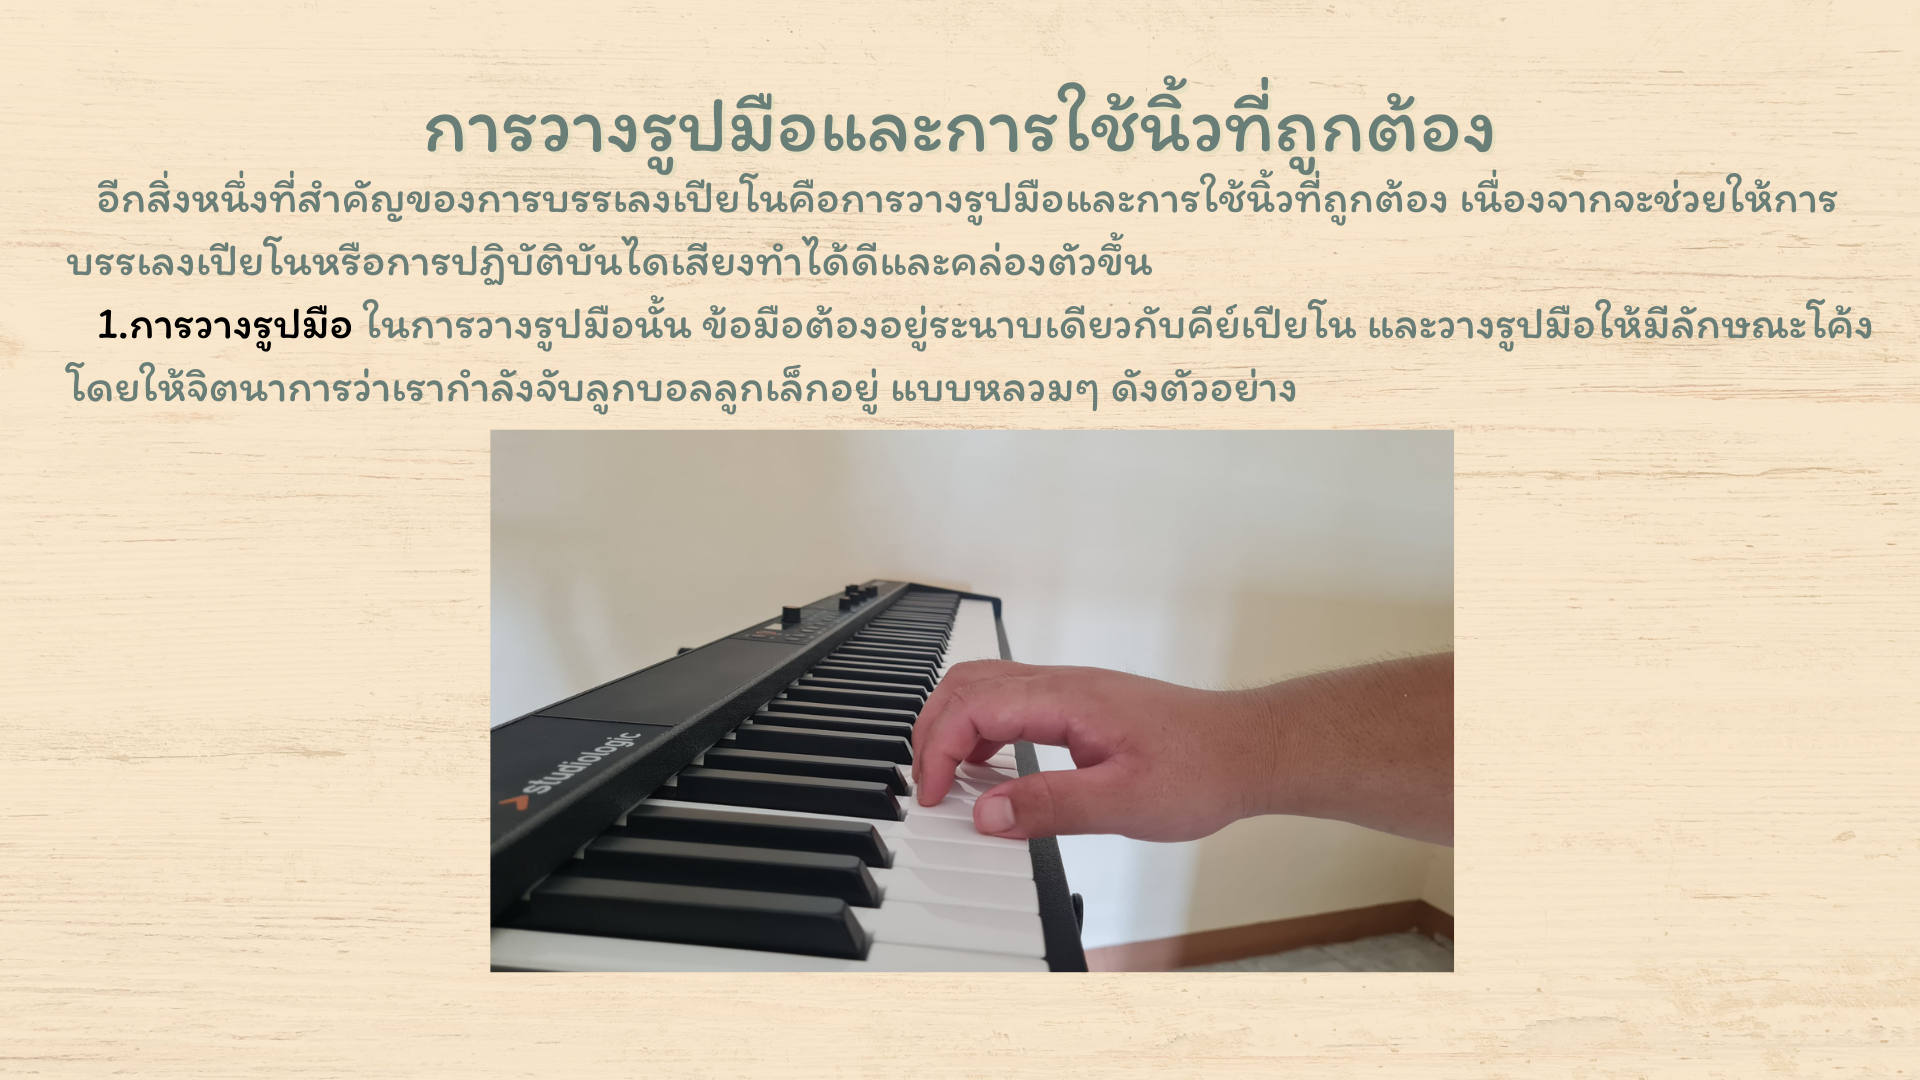 การวางรูปมือและการใช้นิ้วที่ถูกต้อง
อีกสิ่งหนึ่งที่สำคัญของการบรรเลงเปียโนคือการวางรูปมือและการใช้นิ้วที่ถูกต้อง เนื่องจากจะช่วยให้การ
บรรเลงเปียโนหรือการปฏิบัติบันไดเสียงทำได้ดีและคล่องตัวขึ้น
1.การวางรูปมือ ในการวางรูปมือนั้น ข้อมือต้องอยู่ระนาบเดียวกับคีย์เปียโน และวางรูปมือให้มีลักษณะโค้ง
โดยให้จิตนาการว่าเรากำลังจับลูกบอลลูกเล็กอยู่ แบบหลวมๆ ดังตัวอย่าง
studiologic